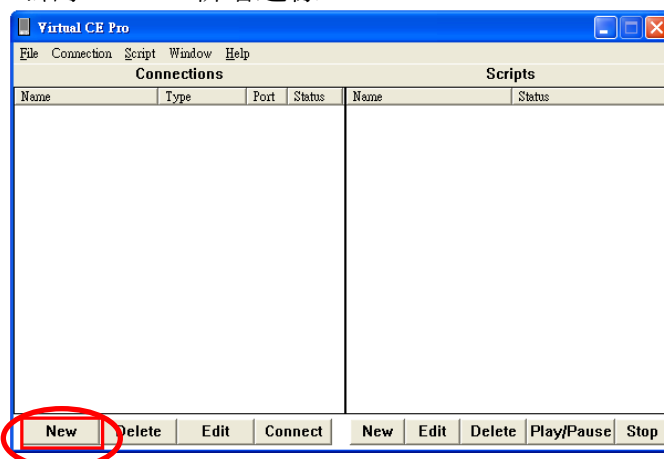 Virtual CE Pro
File Connection Script Window Help
Connections Scripts
Name Type Port Status Name Status
New Delete Edit Connect New Edit Delete Play/Pause Stop